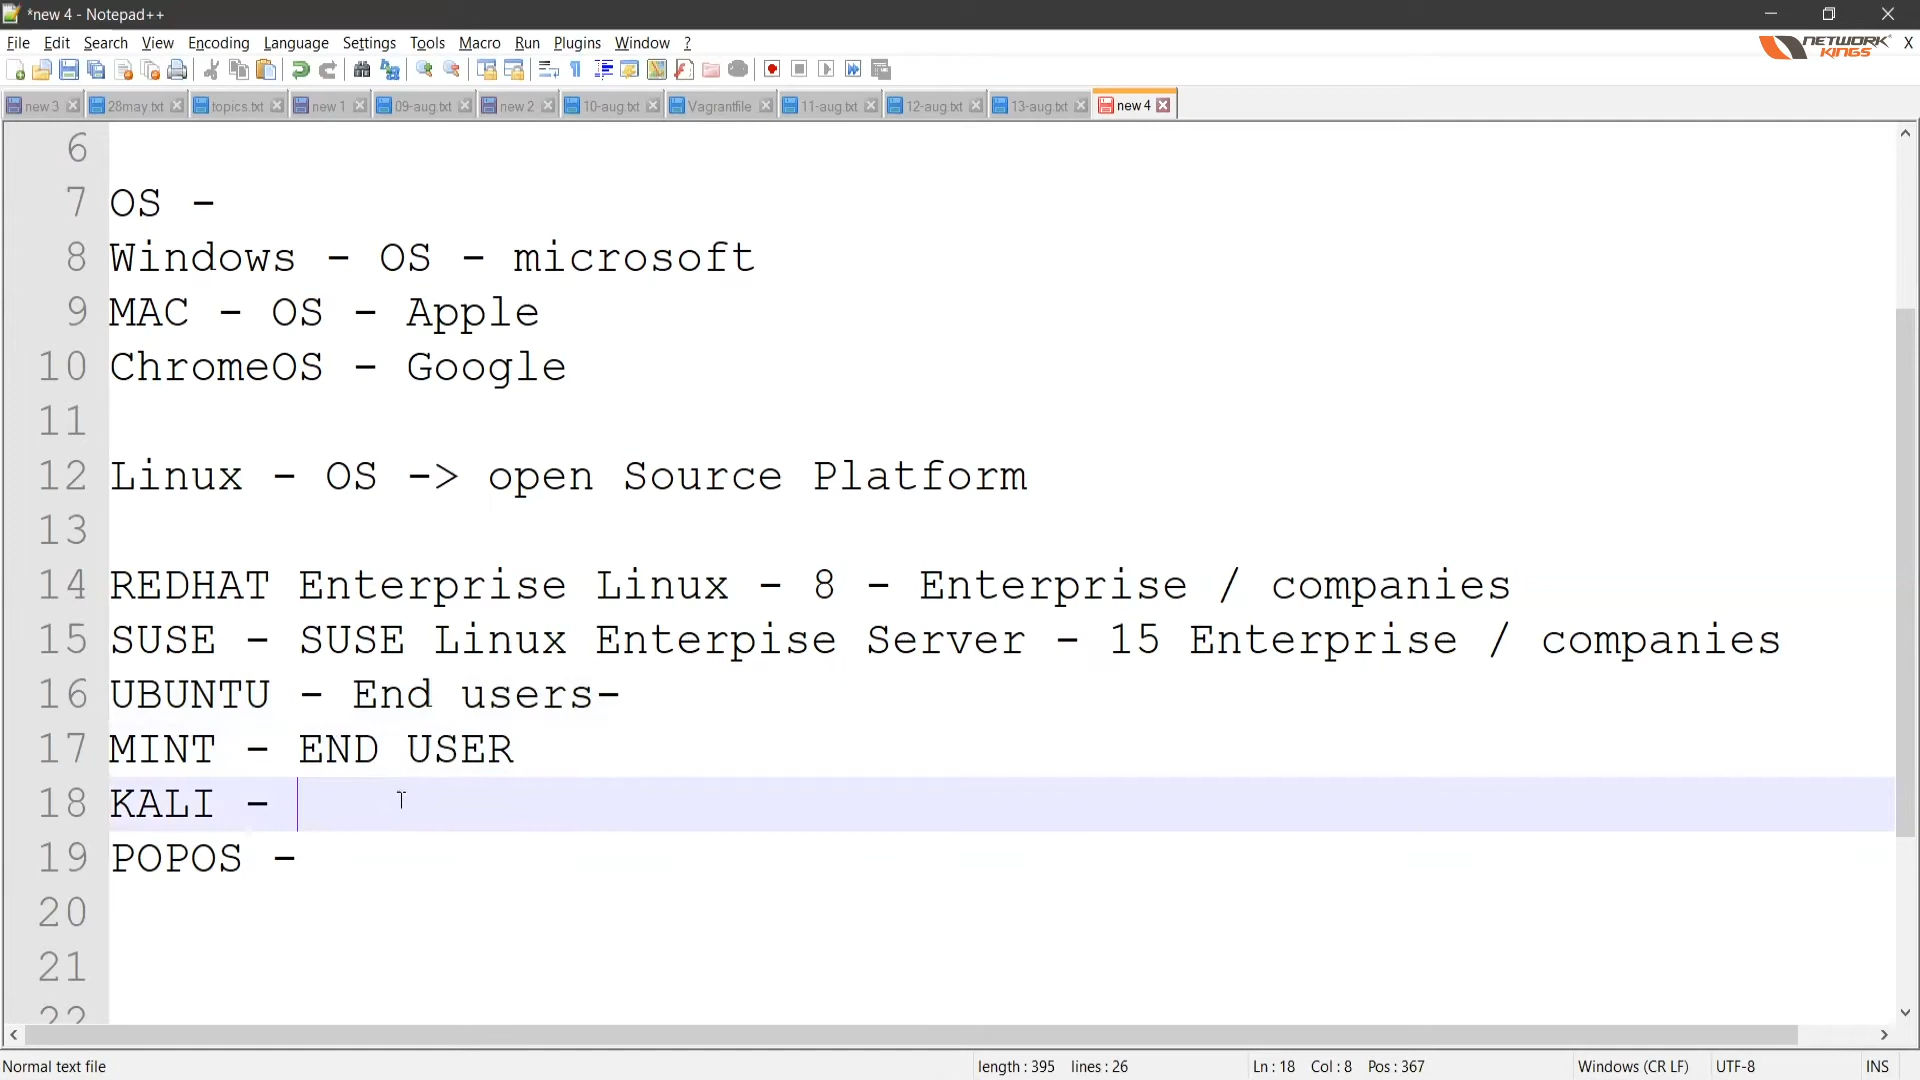 *new 4 - Notepad++
File Edit Search View Encoding Language Settings Tools Macro Run Plugins Window ? X
NETWORK KINGS
new 3 28may.txt topics.txt new 1 09-aug.txt new 2 10-aug.txt Vagrantfile 11-aug.txt 12-aug.txt 13-aug.txt new 4
6
7 OS -
8 Windows - OS - microsoft
9 MAC - OS - Apple
10 ChromeOS - Google
11
12 Linux - OS -> open Source Platform
13
14 REDHAT Enterprise Linux - 8 - Enterprise / companies
15 SUSE - SUSE Linux Enterpise Server - 15 Enterprise / companies
16 UBUNTU - End users-
17 MINT - END USER
18 KALI -
19 POPOS -
20
21
22
Normal text file length : 395 lines : 26 Ln : 18 Col : 8 Pos : 367 Windows (CR LF) UTF-8 INS